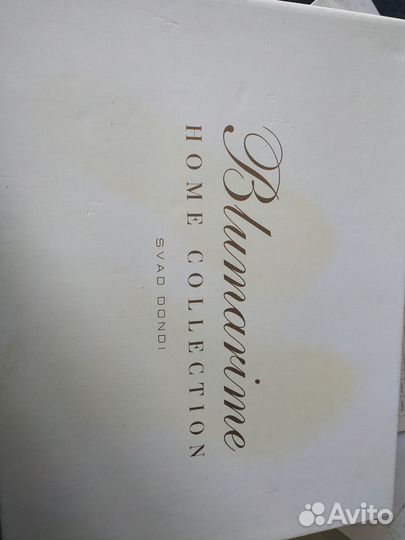 Blumarine
HOME COLLECTION
SVAD DONDI
Avito